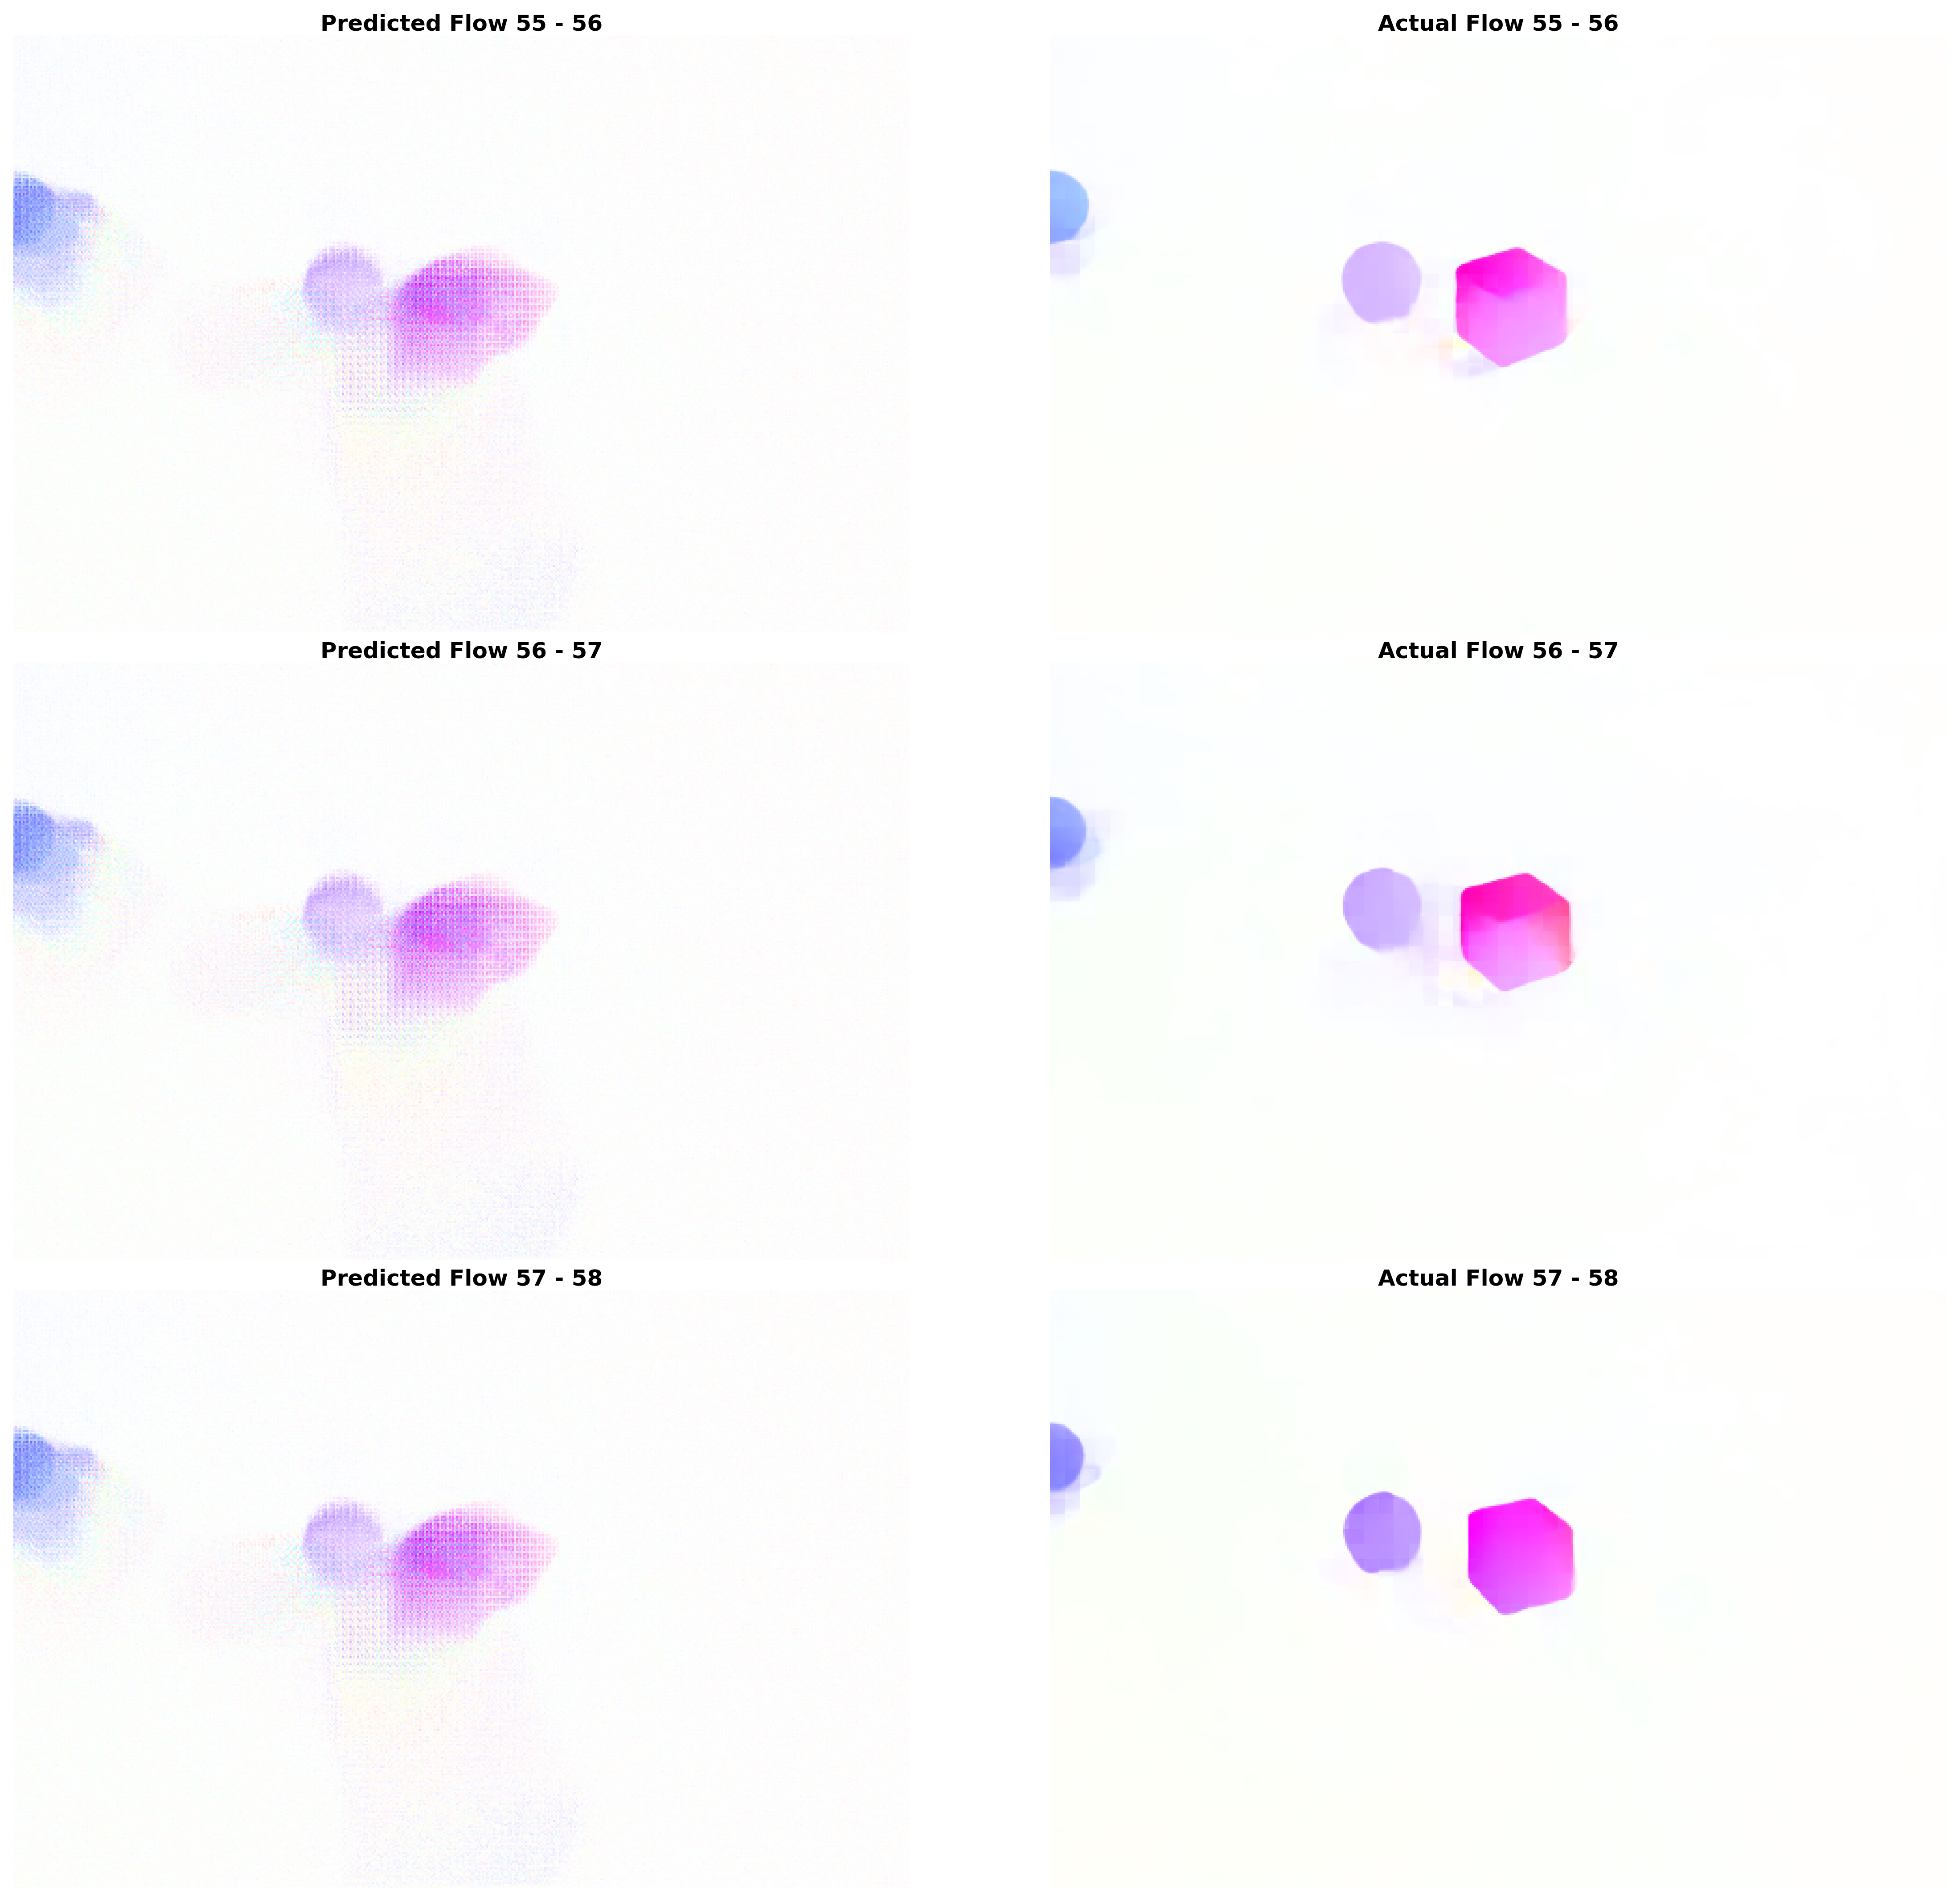 Predicted Flow 55 - 56
Actual Flow 55 - 56
Predicted Flow 56 - 57
Actual Flow 56 - 57
Predicted Flow 57 - 58
Actual Flow 57 - 58